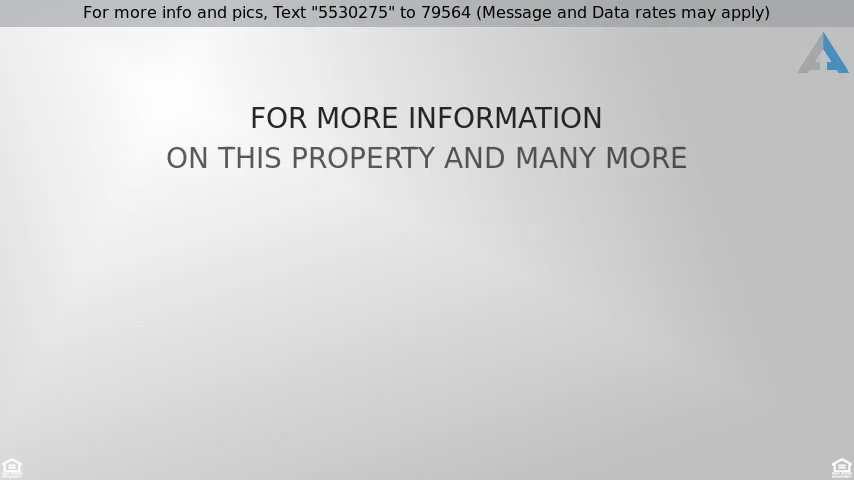 For more info and pics, Text "5530275" to 79564 (Message and Data rates may apply)
FOR MORE INFORMATION
ON THIS PROPERTY AND MANY MORE